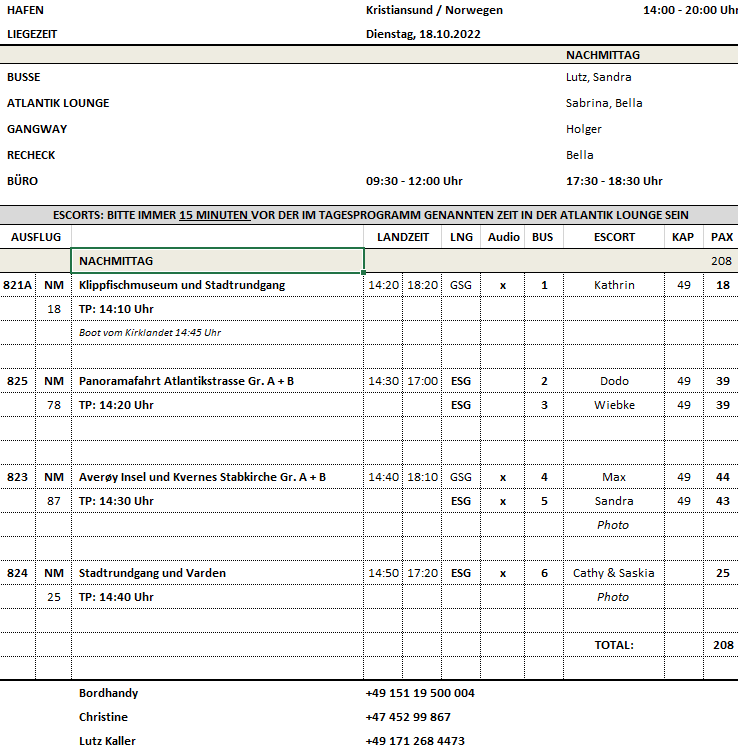 HAFEN Kristiansund / Norwegen 14:00 - 20:00 Uhr
LIEGEZEIT Dienstag, 18.10.2022
NACHMITTAG
BUSSE Lutz, Sandra
ATLANTIK LOUNGE Sabrina, Bella
GANGWAY Holger
RECHECK Bella
BÜRO 09:30 - 12:00 Uhr 17:30 - 18:30 Uhr
ESCORTS: BITTE IMMER 15 MINUTEN VOR DER IM TAGESPROGRAMM GENANNTEN ZEIT IN DER ATLANTIK LOUNGE SEIN
AUSFLUG LANDZEIT LNG Audio BUS ESCORT KAP PAX
NACHMITTAG 208
821A NM Klippfischmuseum und Stadtrundgang 14:20 18:20 GSG x 1 Kathrin 49 18
18 TP: 14:10 Uhr
Boot vom Kirklandet 14:45 Uhr
825 NM Panoramafahrt Atlantikstrasse Gr. A + B 14:30 17:00 ESG 2 Dodo 49 39
78 TP: 14:20 Uhr ESG 3 Wiebke 49 39
823 NM Averøy Insel und Kvernes Stabkirche Gr. A + B 14:40 18:10 GSG x 4 Max 49 44
87 TP: 14:30 Uhr ESG x 5 Sandra 49 43
Photo
824 NM Stadtrundgang und Varden 14:50 17:20 ESG x 6 Cathy & Saskia 25
25 TP: 14:40 Uhr Photo
TOTAL: 208
Bordhandy +49 151 19 500 004
Christine +47 452 99 867
Lutz Kaller +49 171 268 4473